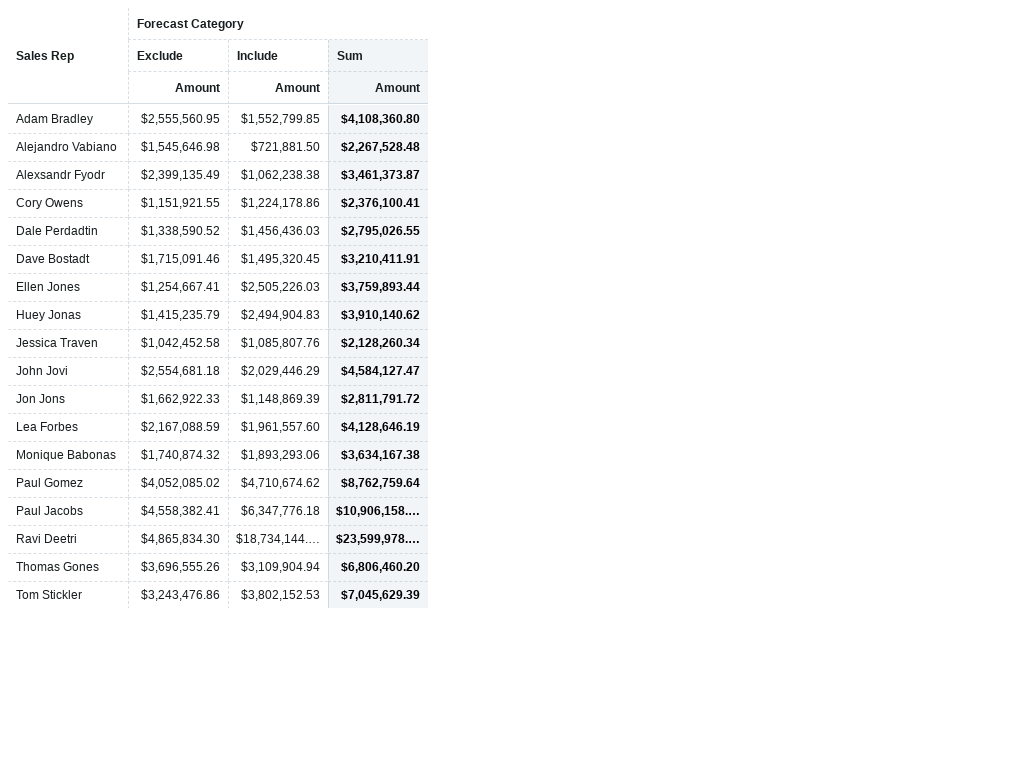 Forecast Category
Sales Rep Exclude Include Sum
Amount Amount Amount
Adam Bradley $2,555,560.95 $1,552,799.85 $4,108,360.80
Alejandro Vabiano $1,545,646.98 $721,881.50 $2,267,528.48
Alexsandr Fyodr $2,399,135.49 $1,062,238.38 $3,461,373.87
Cory Owens $1,151,921.55 $1,224,178.86 $2,376,100.41
Dale Perdadtin $1,338,590.52 $1,456,436.03 $2,795,026.55
Dave Bostadt $1,715,091.46 $1,495,320.45 $3,210,411.91
Ellen Jones $1,254,667.41 $2,505,226.03 $3,759,893.44
Huey Jonas $1,415,235.79 $2,494,904.83 $3,910,140.62
Jessica Traven $1,042,452.58 $1,085,807.76 $2,128,260.34
John Jovi $2,554,681.18 $2,029,446.29 $4,584,127.47
Jon Jons $1,662,922.33 $1,148,869.39 $2,811,791.72
Lea Forbes $2,167,088.59 $1,961,557.60 $4,128,646.19
Monique Babonas $1,740,874.32 $1,893,293.06 $3,634,167.38
Paul Gomez $4,052,085.02 $4,710,674.62 $8,762,759.64
Paul Jacobs $4,558,382.41 $6,347,776.18 $10,906,158.…
Ravi Deetri $4,865,834.30 $18,734,144.… $23,599,978.…
Thomas Gones $3,696,555.26 $3,109,904.94 $6,806,460.20
Tom Stickler $3,243,476.86 $3,802,152.53 $7,045,629.39